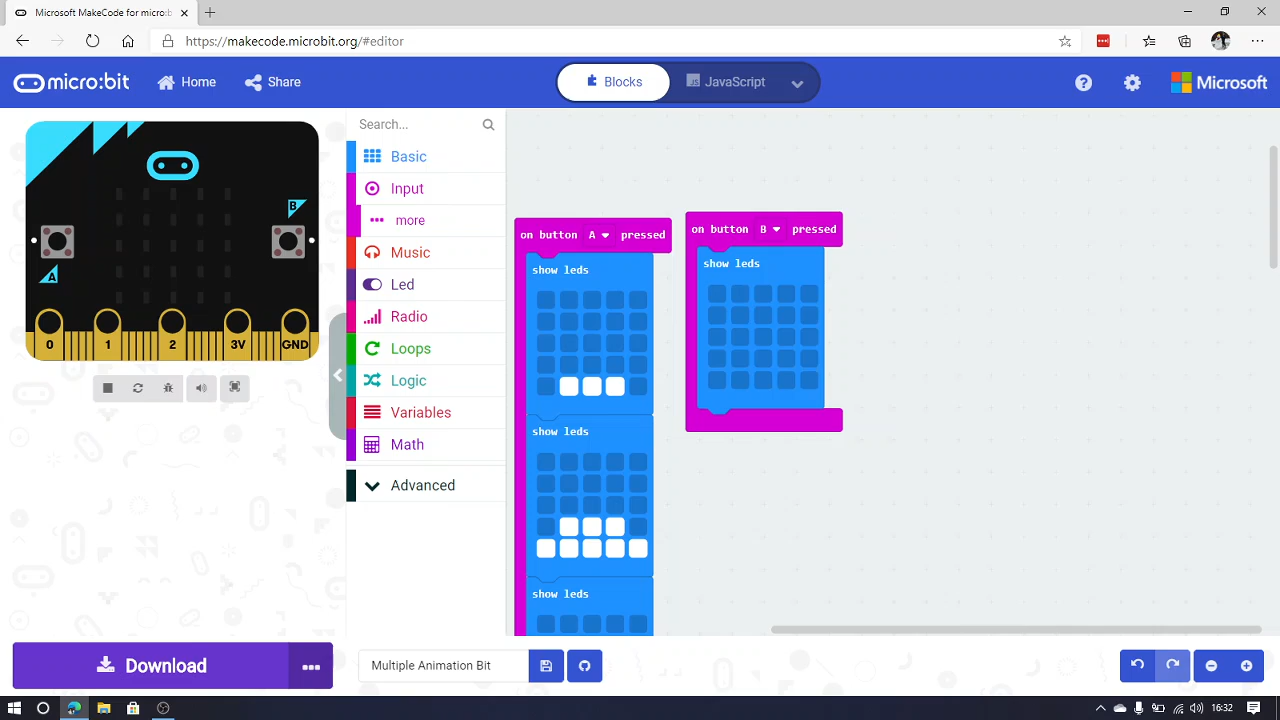 Microsoft MakeCode for micro:b
https://makecode.microbit.org/#editor
micro:bit
Home
Share
Blocks
JS
JavaScript
?
Microsoft
B
A
0
1
2
3V
GND
Search...
Basic
Input
more
Music
Led
Radio
Loops
Logic
Variables
Math
Advanced
on button A pressed
show leds
show leds
show leds
on button B pressed
show leds
Download
Multiple Animation Bit
16:32